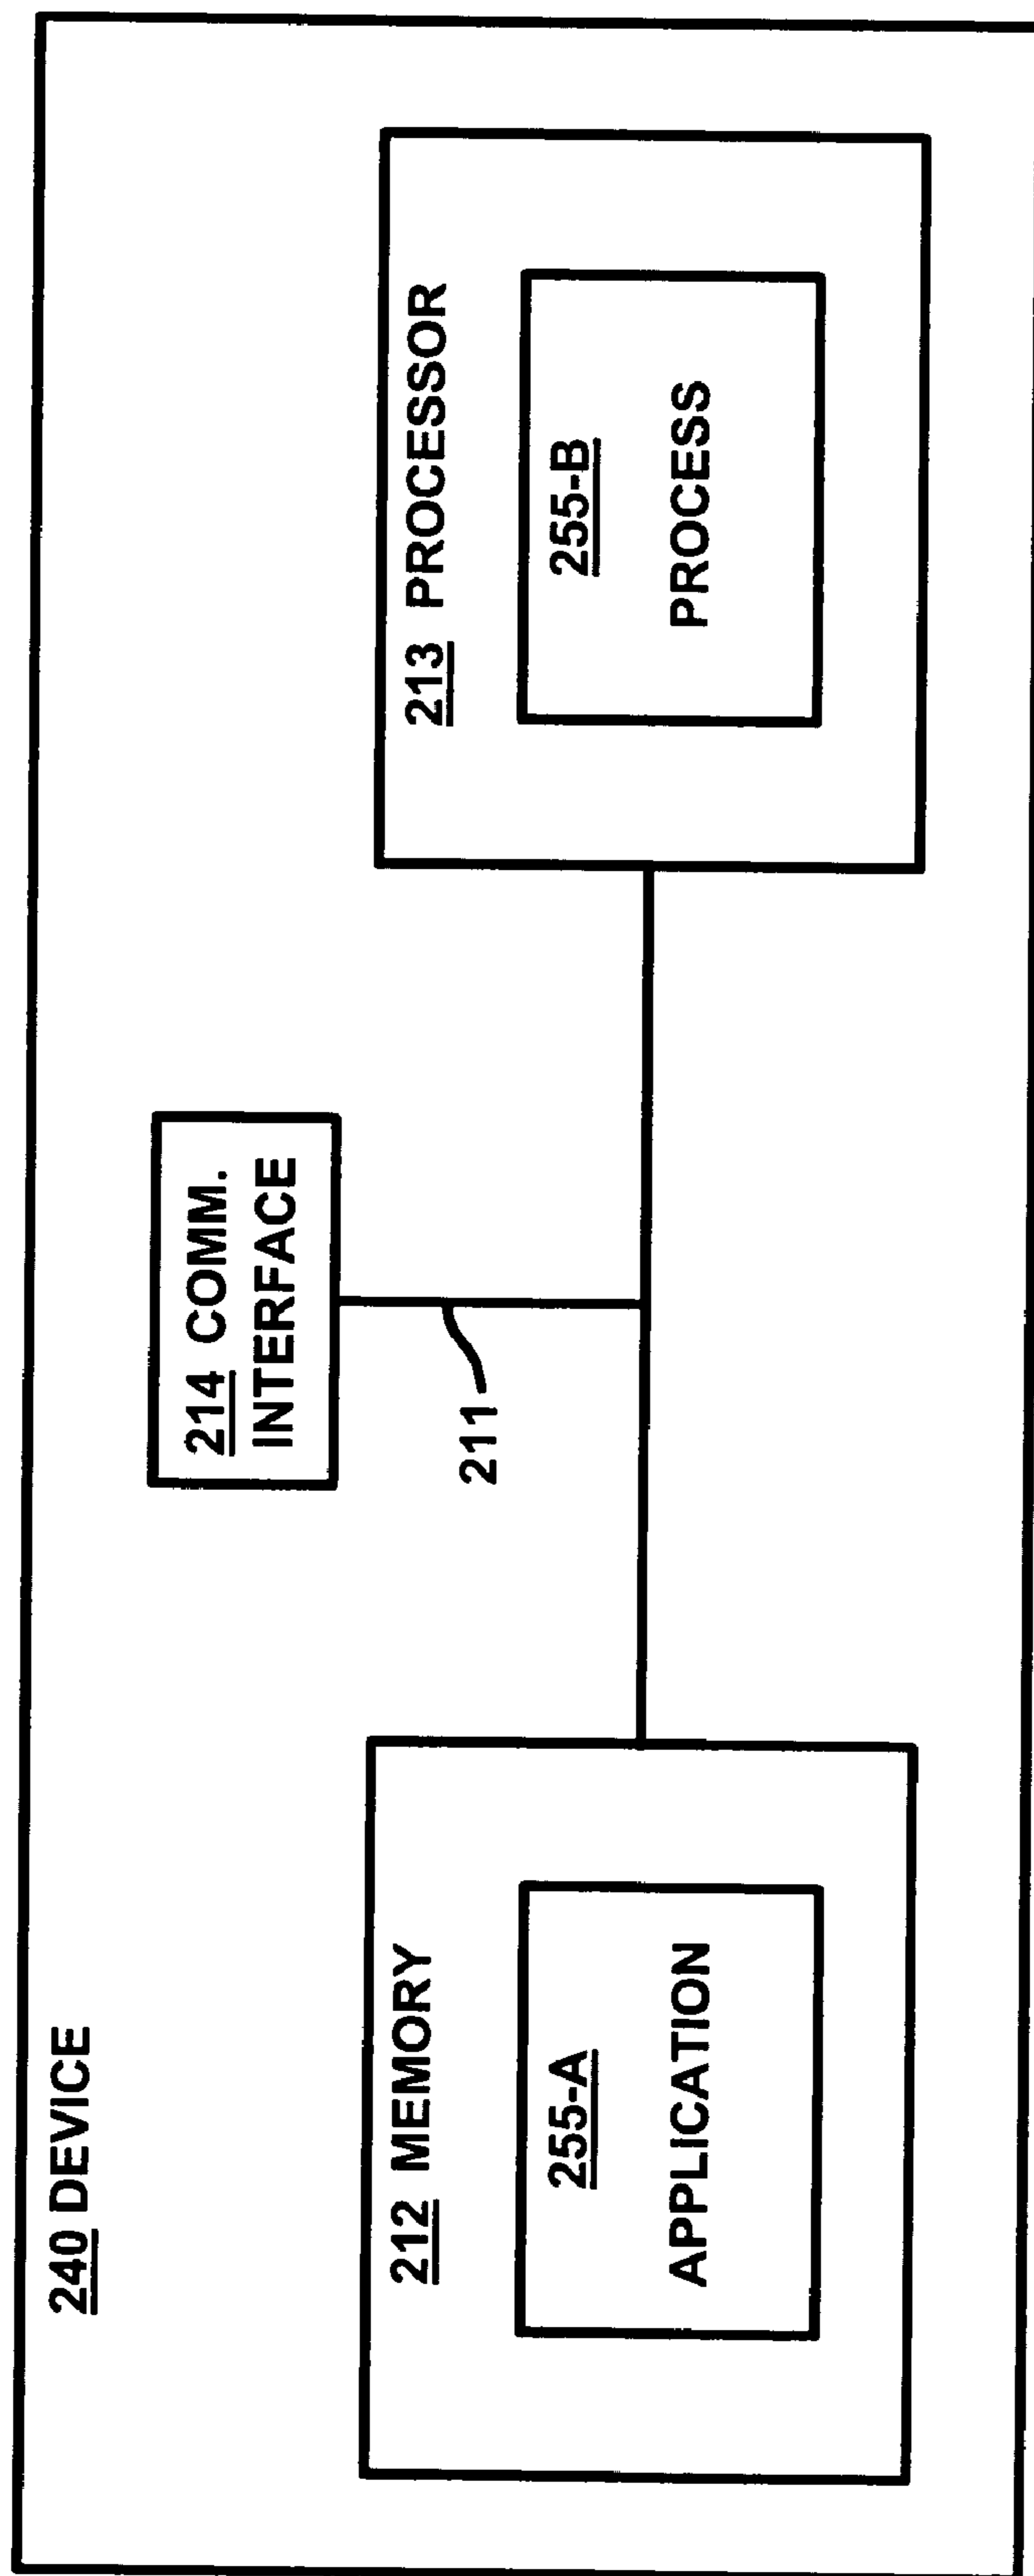 240 DEVICE
214 COMM.
INTERFACE
211
212 MEMORY
255-A
APPLICATION
213 PROCESSOR
255-B
PROCESS